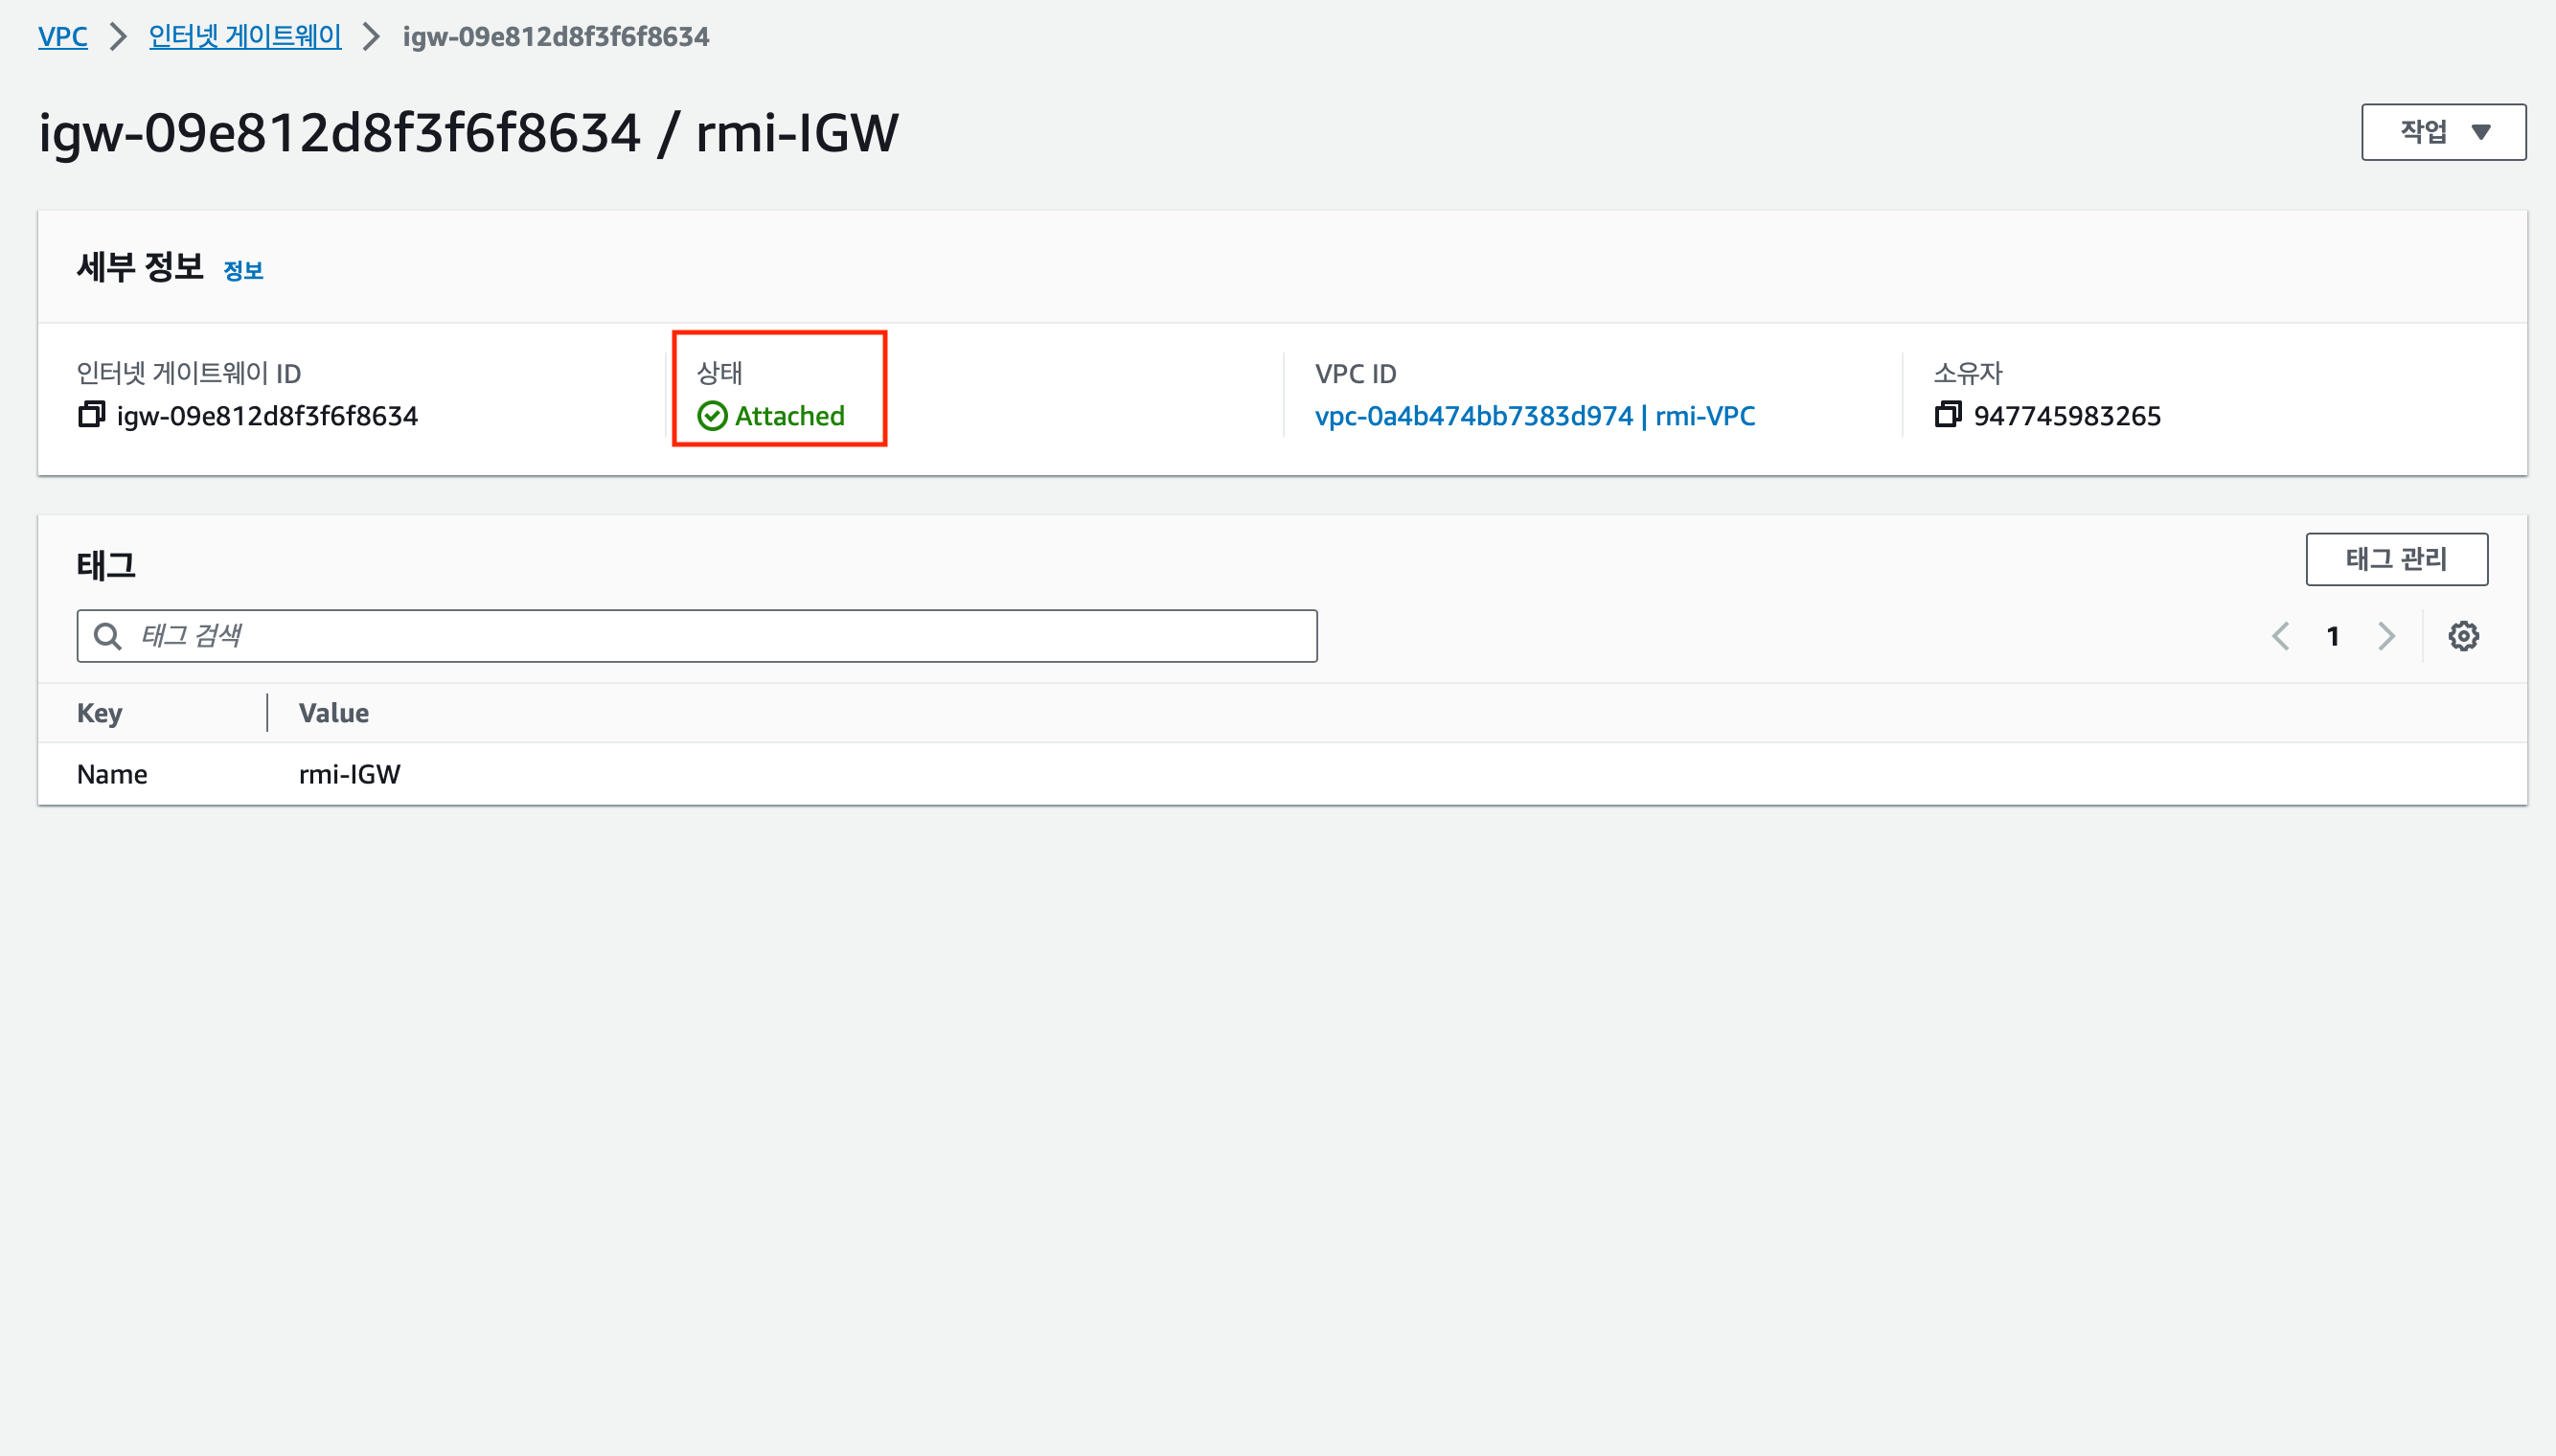 VPC > 인터넷 게이트웨이 > igw-09e812d8f3f6f8634
igw-09e812d8f3f6f8634 / rmi-IGW
작업
세부 정보 정보
인터넷 게이트웨이 ID
igw-09e812d8f3f6f8634
상태
Attached
VPC ID
vpc-0a4b474bb7383d974 | rmi-VPC
소유자
947745983265
태그
태그 관리
태그 검색
1
Key Value
Name rmi-IGW